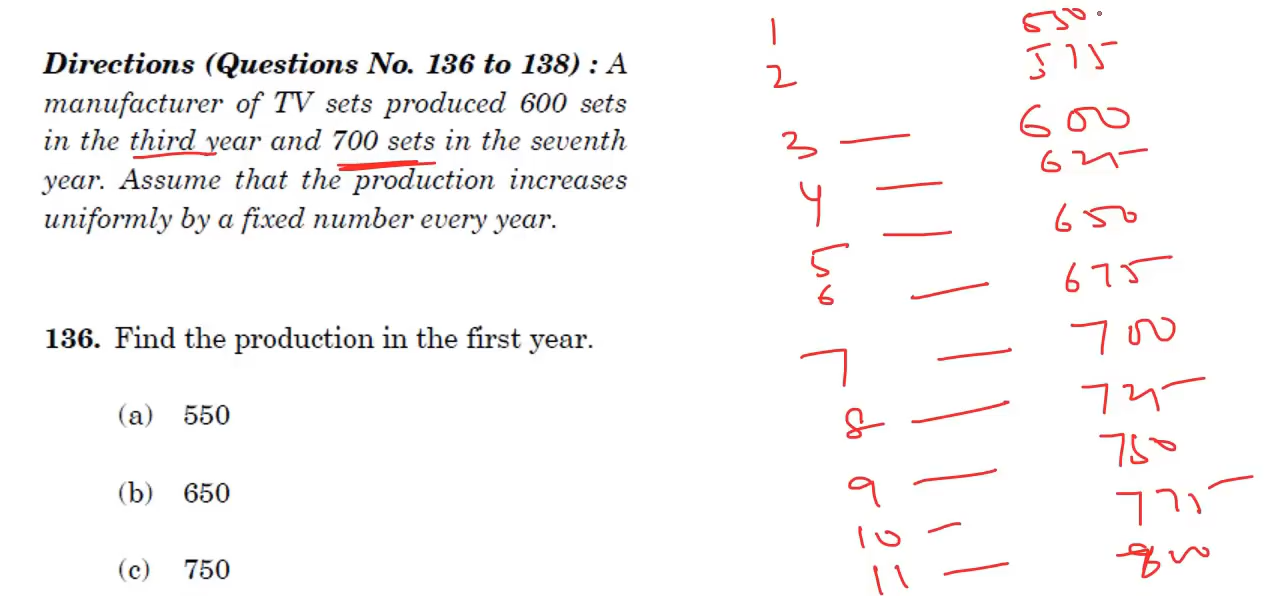 Directions (Questions No. 136 to 138) : A
manufacturer of TV sets produced 600 sets
in the third year and 700 sets in the seventh
year. Assume that the production increases
uniformly by a fixed number every year.
136. Find the production in the first year.
(a) 550
(b) 650
(c) 750
1 550
2 575
3 — 600
4 — 625
5 — 650
6 — 675
7 — 700
8 — 725
9 — 750
10 — 775
11 — 800